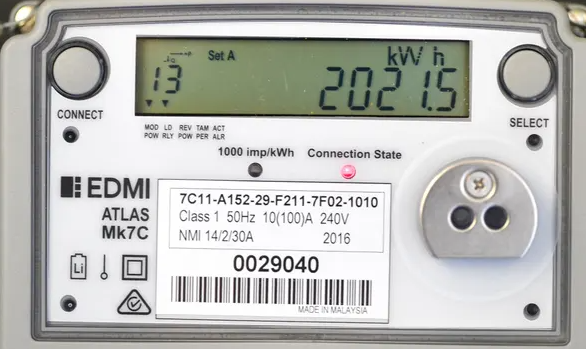 Set A
kW h
13
2021.5
CONNECT
SELECT
MOD LD REV TAM ACT
POW RLY POW PER ALR
1000 imp/kWh
Connection State
EDMI
ATLAS
Mk7C
7C11-A152-29-F211-7F02-1010
Class 1 50Hz 10(100)A 240V
NMI 14/2/30A 2016
Li
0029040
MADE IN MALAYSIA